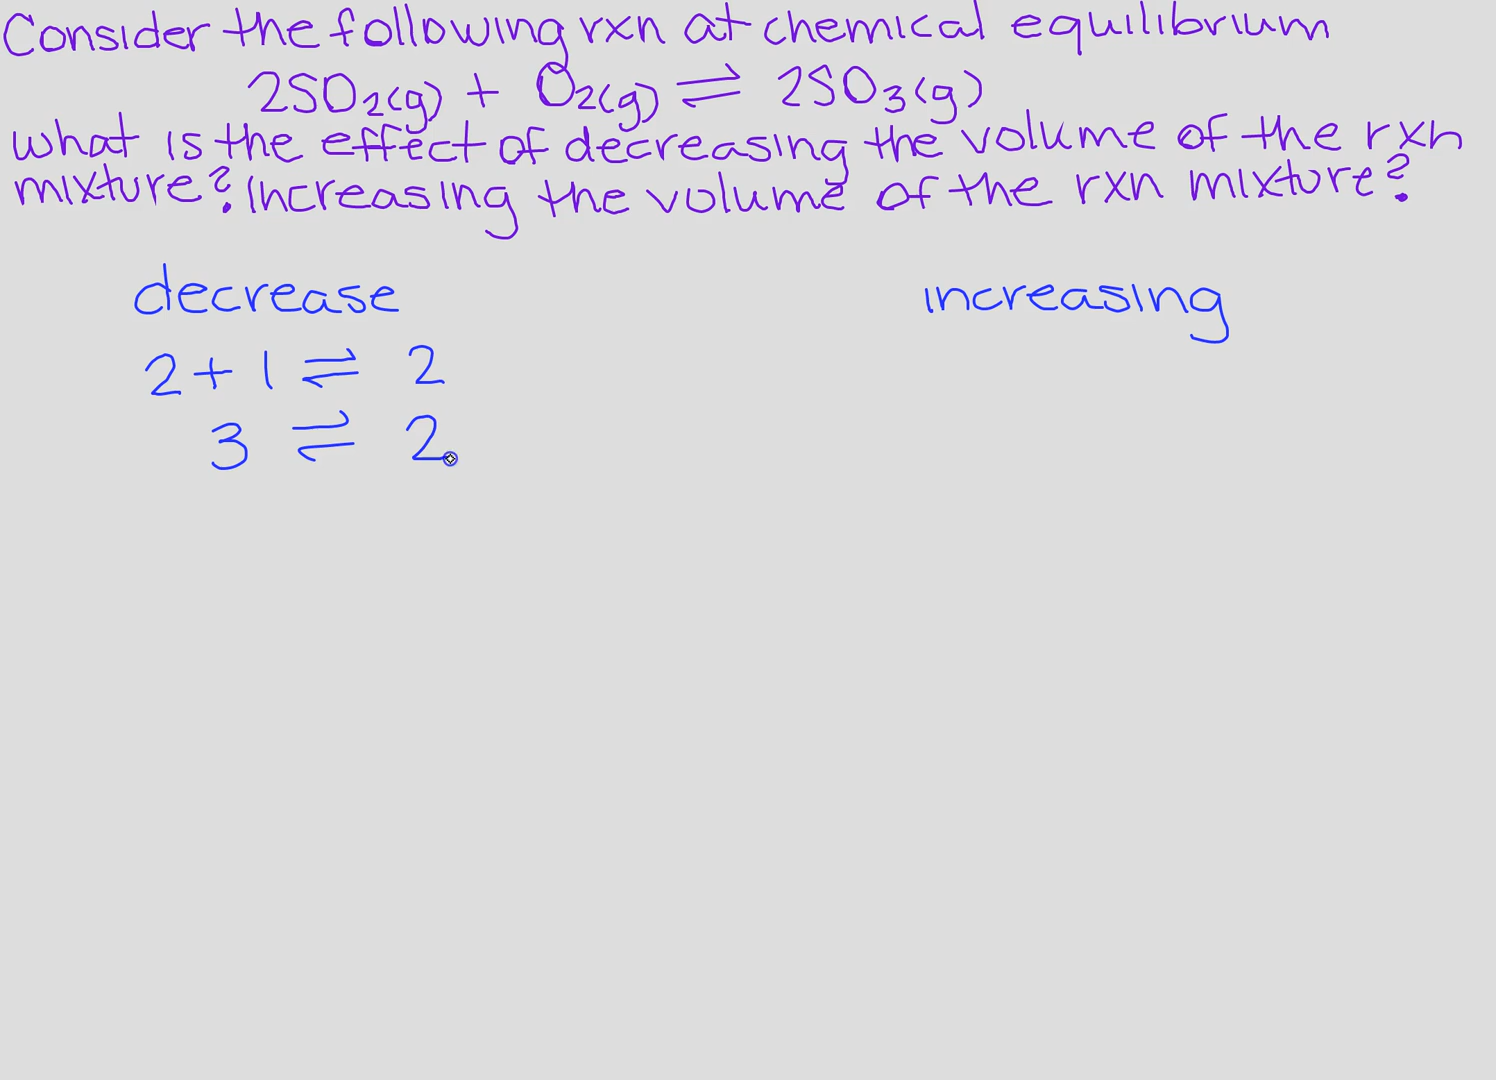 Consider the following rxn at chemical equilibrium
2SO₂(g) + O₂(g) ⇌ 2SO₃(g)
what is the effect of decreasing the volume of the rxn
mixture? Increasing the volume of the rxn mixture?
decrease
2 + 1 ⇌ 2
3 ⇌ 2
increasing